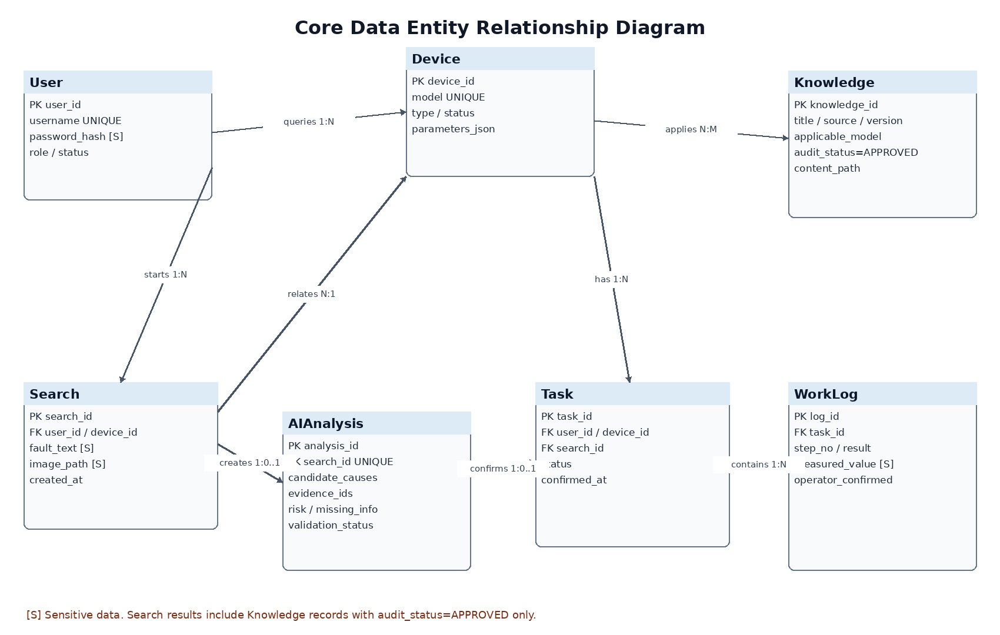 Core Data Entity Relationship Diagram
User
PK user_id
username UNIQUE
password_hash [S]
role / status
queries 1:N
Device
PK device_id
model UNIQUE
type / status
parameters_json
applies N:M
Knowledge
PK knowledge_id
title / source / version
applicable_model
audit_status=APPROVED
content_path
starts 1:N
relates N:1
has 1:N
Search
PK search_id
FK user_id / device_id
fault_text [S]
image_path [S]
created_at
creates 1:0..1
AIAnalysis
PK analysis_id
search_id UNIQUE
candidate_causes
evidence_ids
risk / missing_info
validation_status
confirms 1:0..1
Task
PK task_id
FK user_id / device_id
FK search_id
tatus
confirmed_at
contains 1:N
WorkLog
PK log_id
FK task_id
step_no / result
easured_value [S]
operator_confirmed
[S] Sensitive data. Search results include Knowledge records with audit_status=APPROVED only.